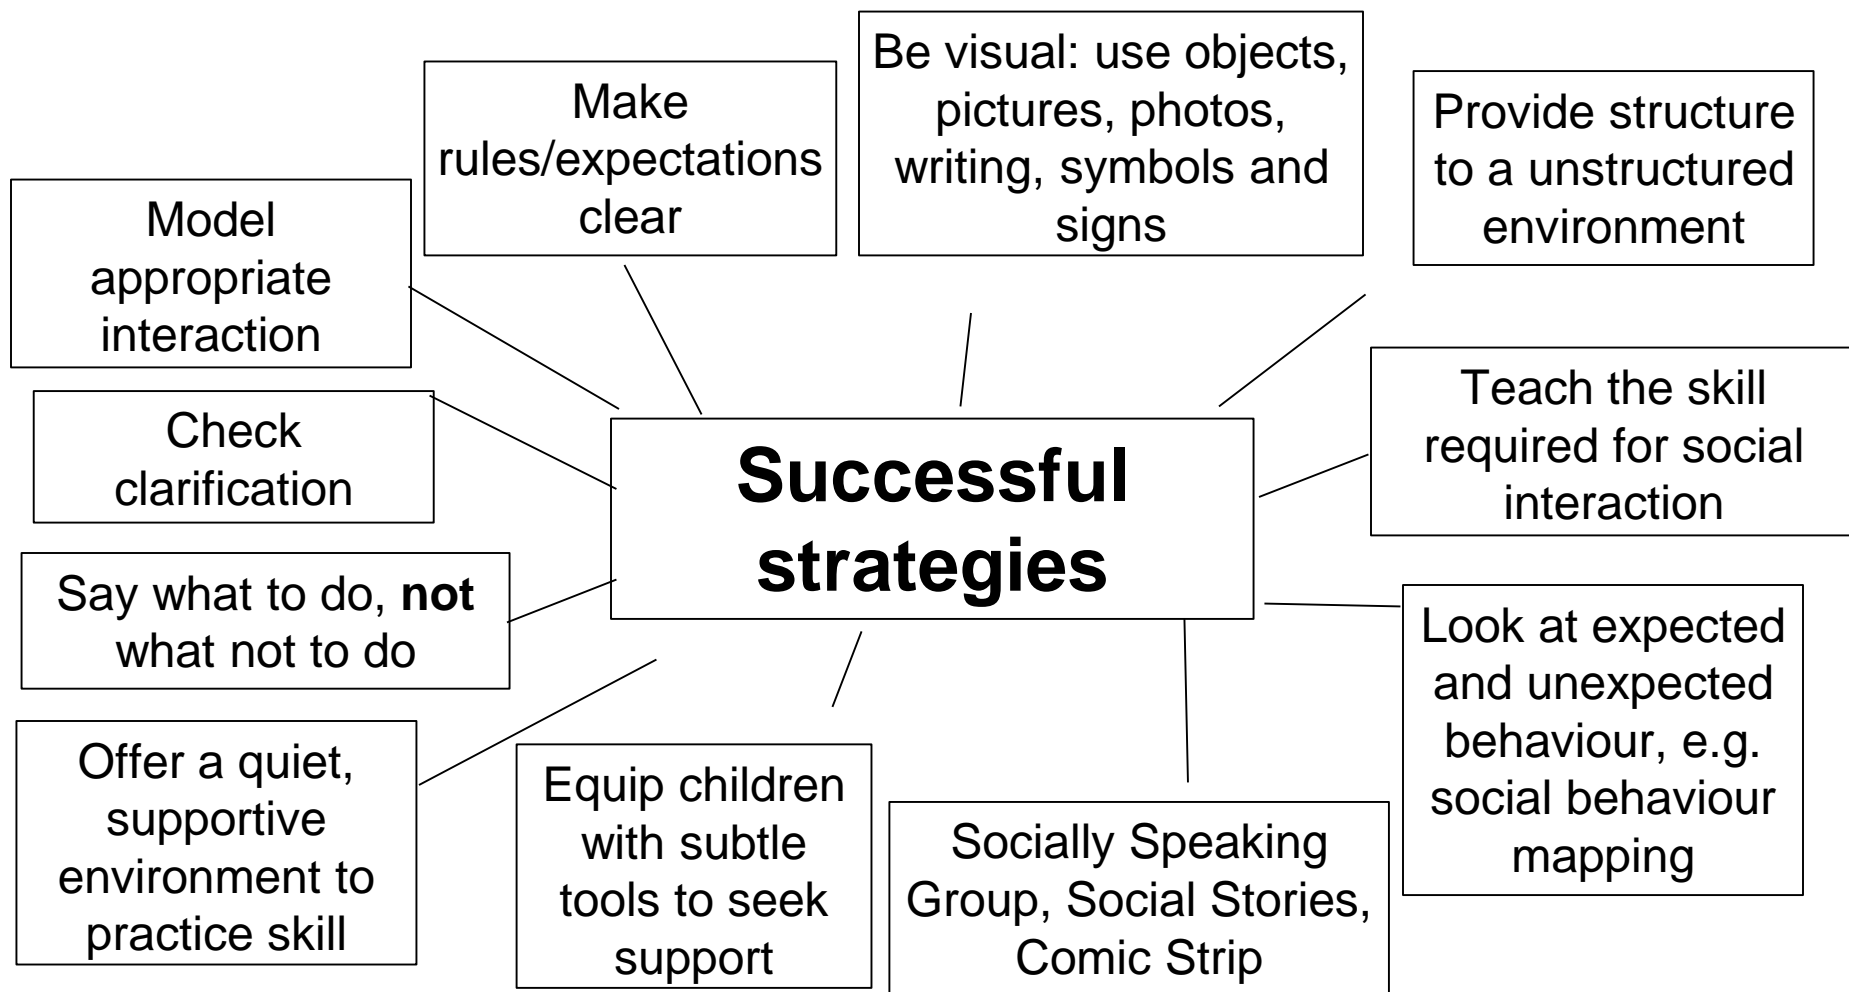 Successful
strategies
Be visual: use objects,
pictures, photos,
writing, symbols and
signs
Provide structure
to a unstructured
environment
Teach the skill
required for social
interaction
Look at expected
and unexpected
behaviour, e.g.
social behaviour
mapping
Socially Speaking
Group, Social Stories,
Comic Strip
Equip children
with subtle
tools to seek
support
Offer a quiet,
supportive
environment to
practice skill
Say what to do, not
what not to do
Check
clarification
Model
appropriate
interaction
Make
rules/expectations
clear